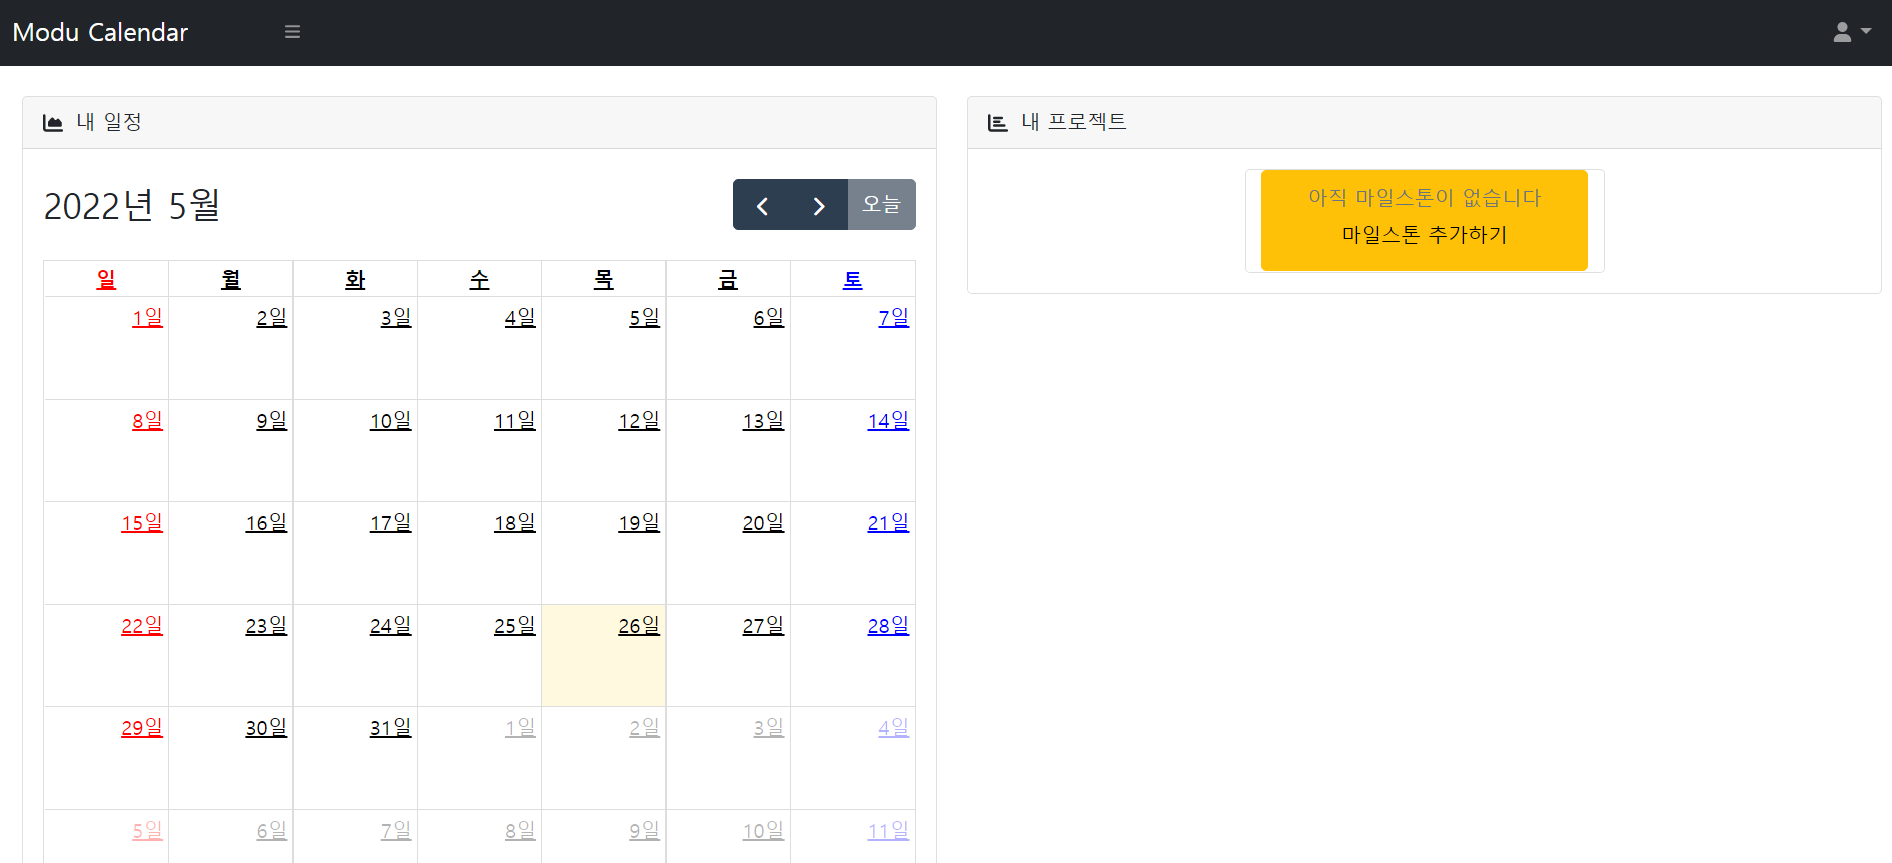 Modu Calendar
내 일정
2022년 5월
오늘
일 월 화 수 목 금 토
1일 2일 3일 4일 5일 6일 7일
8일 9일 10일 11일 12일 13일 14일
15일 16일 17일 18일 19일 20일 21일
22일 23일 24일 25일 26일 27일 28일
29일 30일 31일 1일 2일 3일 4일
5일 6일 7일 8일 9일 10일 11일
내 프로젝트
아직 마일스톤이 없습니다
마일스톤 추가하기